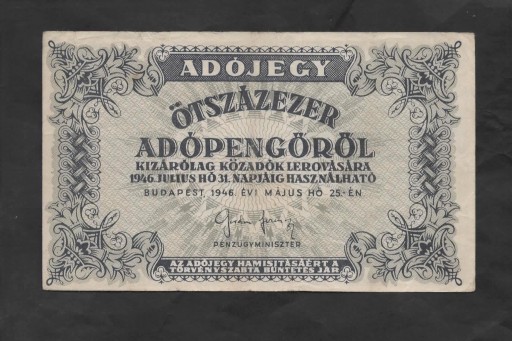 ADÓJEGY
ÖTSZÁZEZER
ADÓPENGŐRŐL
KIZÁRÓLAG KÖZADÓK LEROVÁSÁRA
1946. JULIUS HÓ 31. NAPJÁIG HASZNÁLHATÓ
BUDAPEST, 1946. ÉVI MÁJUS HÓ 25.-ÉN
PÉNZÜGYMINISZTER
AZ ADÓJEGY HAMISÍTÁSÁÉRT A
TÖRVÉNYSZABTA BÜNTETÉS JÁR.